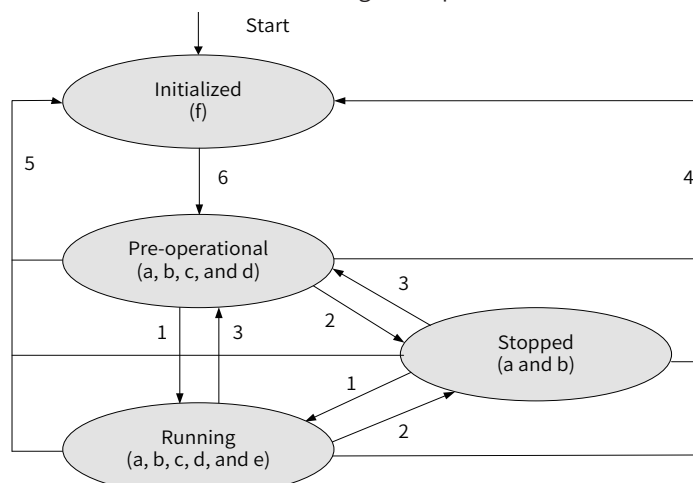 Start
Initialized
(f)
5
6
4
Pre-operational
(a, b, c, and d)
3
2
1
3
Stopped
(a and b)
1
2
Running
(a, b, c, d, and e)